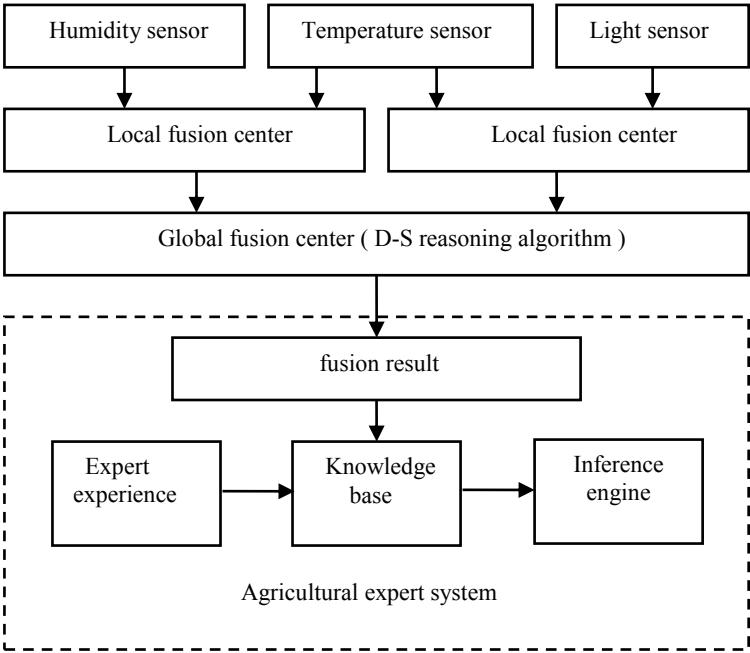 Humidity sensor
Temperature sensor
Light sensor
Local fusion center
Local fusion center
Global fusion center ( D-S reasoning algorithm )
fusion result
Expert
experience
Knowledge
base
Inference
engine
Agricultural expert system